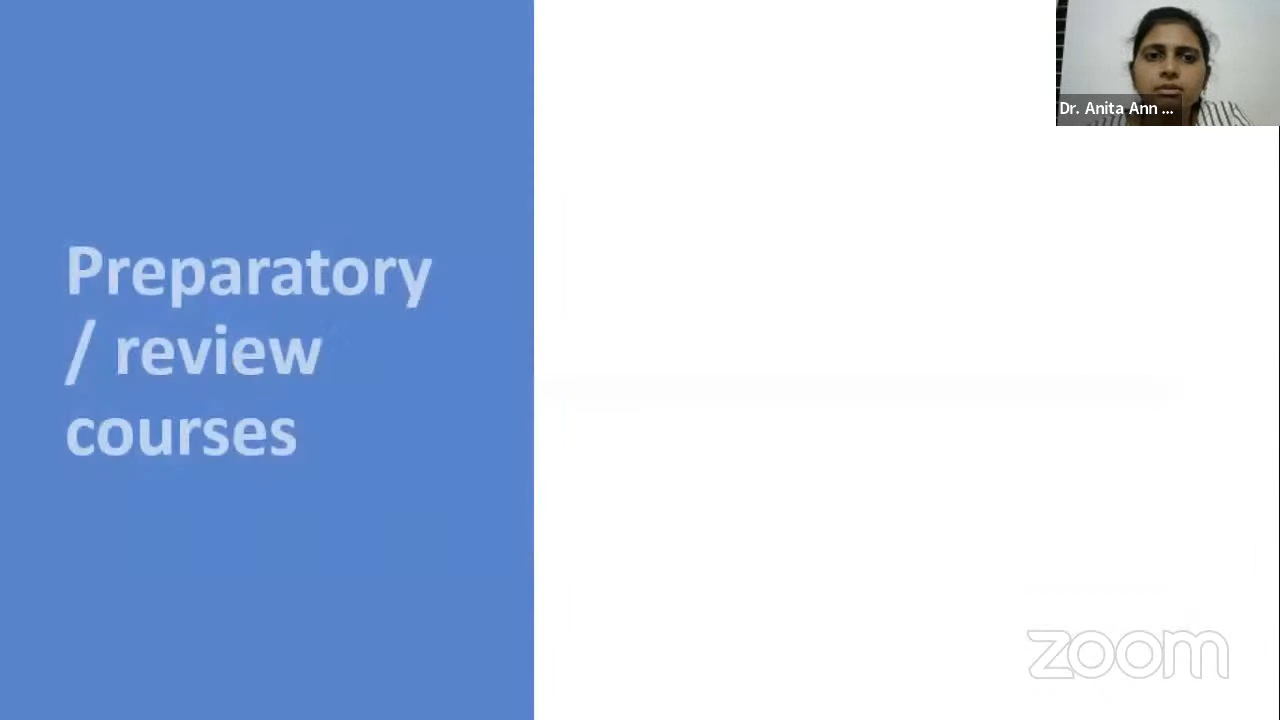 Dr. Anita Ann ...
Preparatory
/ review
courses
zoom